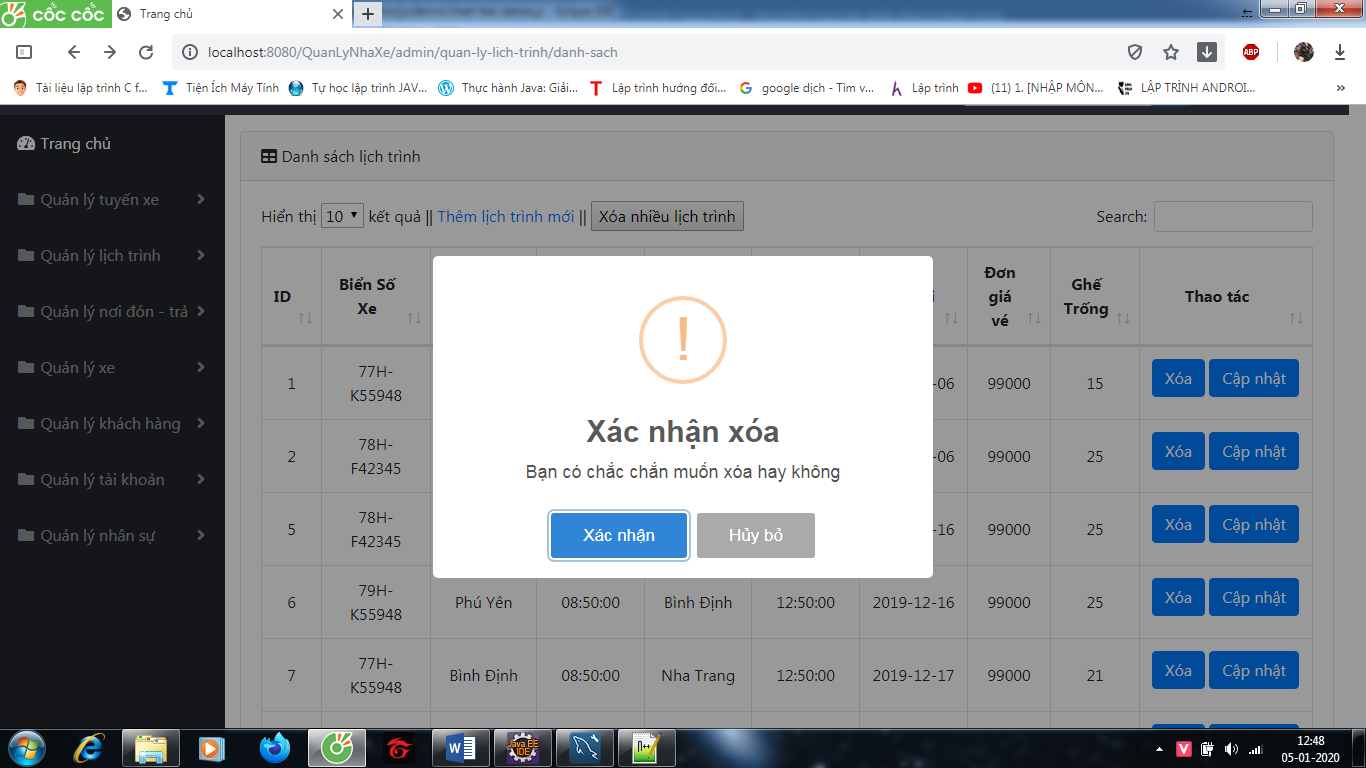 cốc cốc
Trang chủ
localhost:8080/QuanLyNhaXe/admin/quan-ly-lich-trinh/danh-sach
ABP
Tài liệu lập trình C f... Tiện Ích Máy Tính Tự học lập trình JAV... Thực hành Java: Giải... Lập trình hướng đối... google dịch - Tìm v... Lập trình (11) 1. [NHẬP MÔN... LẬP TRÌNH ANDROI... »
Trang chủ
Quản lý tuyến xe
Quản lý lịch trình
Quản lý nơi đón - trả
Quản lý xe
Quản lý khách hàng
Quản lý tài khoản
Quản lý nhân sự
Danh sách lịch trình
Hiển thị 10 kết quả || Thêm lịch trình mới || Xóa nhiều lịch trình Search:
ID Biển Số Xe Đơn giá vé Ghế Trống Thao tác
1 77H-K55948 -06 99000 15 Xóa Cập nhật
2 78H-F42345 -06 99000 25 Xóa Cập nhật
5 78H-F42345 -16 99000 25 Xóa Cập nhật
6 79H-K55948 Phú Yên 08:50:00 Bình Định 12:50:00 2019-12-16 99000 25 Xóa Cập nhật
7 77H-K55948 Bình Định 08:50:00 Nha Trang 12:50:00 2019-12-17 99000 21 Xóa Cập nhật
!
Xác nhận xóa
Bạn có chắc chắn muốn xóa hay không
Xác nhận Hủy bỏ
Java EE
IDE
V
12:48
05-01-2020